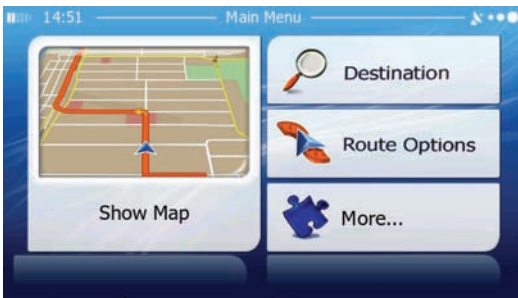 14:51 Main Menu
Destination
Route Options
Show Map
More...